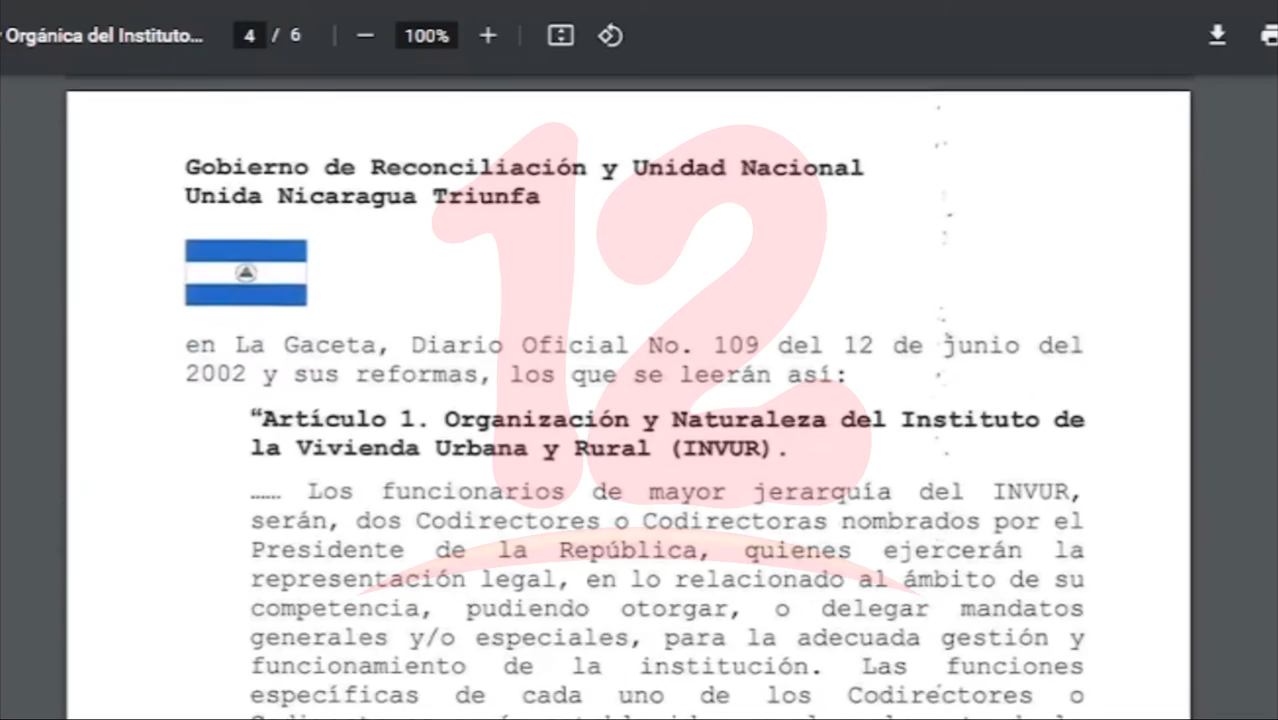 Orgánica del Instituto...
4 / 6
100%
12
Gobierno de Reconciliación y Unidad Nacional
Unida Nicaragua Triunfa
en La Gaceta, Diario Oficial No. 109 del 12 de junio del
2002 y sus reformas, los que se leerán así:
“Artículo 1. Organización y Naturaleza del Instituto de
la Vivienda Urbana y Rural (INVUR).
…… Los funcionarios de mayor jerarquía del INVUR,
serán, dos Codirectores o Codirectoras nombrados por el
Presidente de la República, quienes ejercerán la
representación legal, en lo relacionado al ámbito de su
competencia, pudiendo otorgar, o delegar mandatos
generales y/o especiales, para la adecuada gestión y
funcionamiento de la institución. Las funciones
específicas de cada uno de los Codirectores o